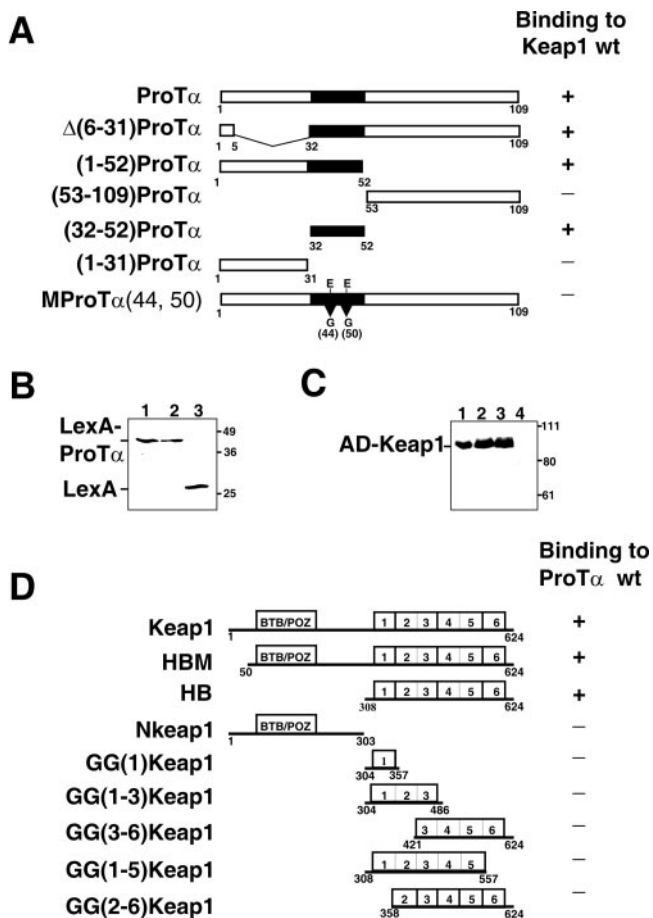 A
Binding to
Keap1 wt
ProTα
+
1 109
Δ(6-31)ProTα
+
1 5 32 109
(1-52)ProTα
+
1 52
(53-109)ProTα
–
53 109
(32-52)ProTα
+
32 52
(1-31)ProTα
–
1 31
E E
MProTα(44, 50)
–
1 109
G G
(44) (50)
B
1 2 3
LexA-
ProTα
LexA
49
36
25
C
1 2 3 4
AD-Keap1
111
80
61
Binding to
ProTα wt
D
Keap1
BTB/POZ 1 2 3 4 5 6
+
1 624
HBM
BTB/POZ 1 2 3 4 5 6
+
50 624
HB
1 2 3 4 5 6
+
308 624
Nkeap1
BTB/POZ
–
1 303
GG(1)Keap1
1
–
304 357
GG(1-3)Keap1
1 2 3
–
304 486
GG(3-6)Keap1
3 4 5 6
–
421 624
GG(1-5)Keap1
1 2 3 4 5
–
308 557
GG(2-6)Keap1
2 3 4 5 6
–
358 624